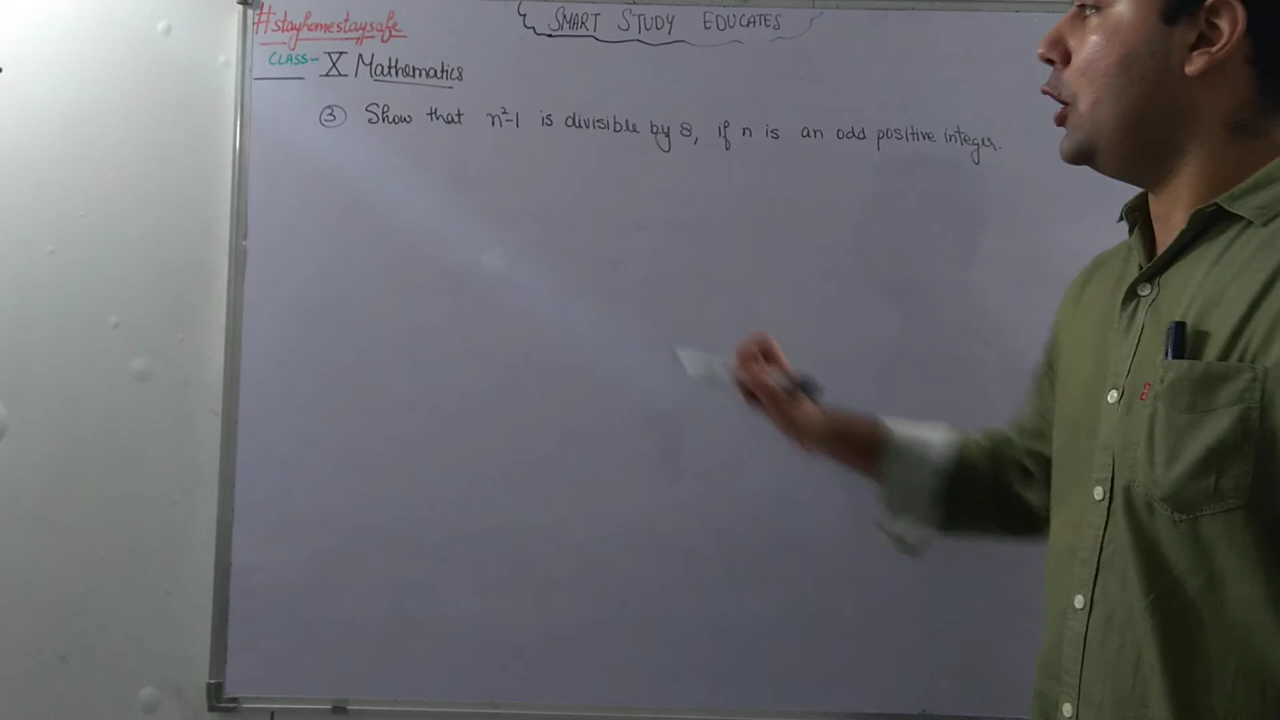 #stayhomestaysafe
SMART STUDY EDUCATES
CLASS- X Mathematics
③ Show that n²-1 is divisible by 8, if n is an odd positive integer.